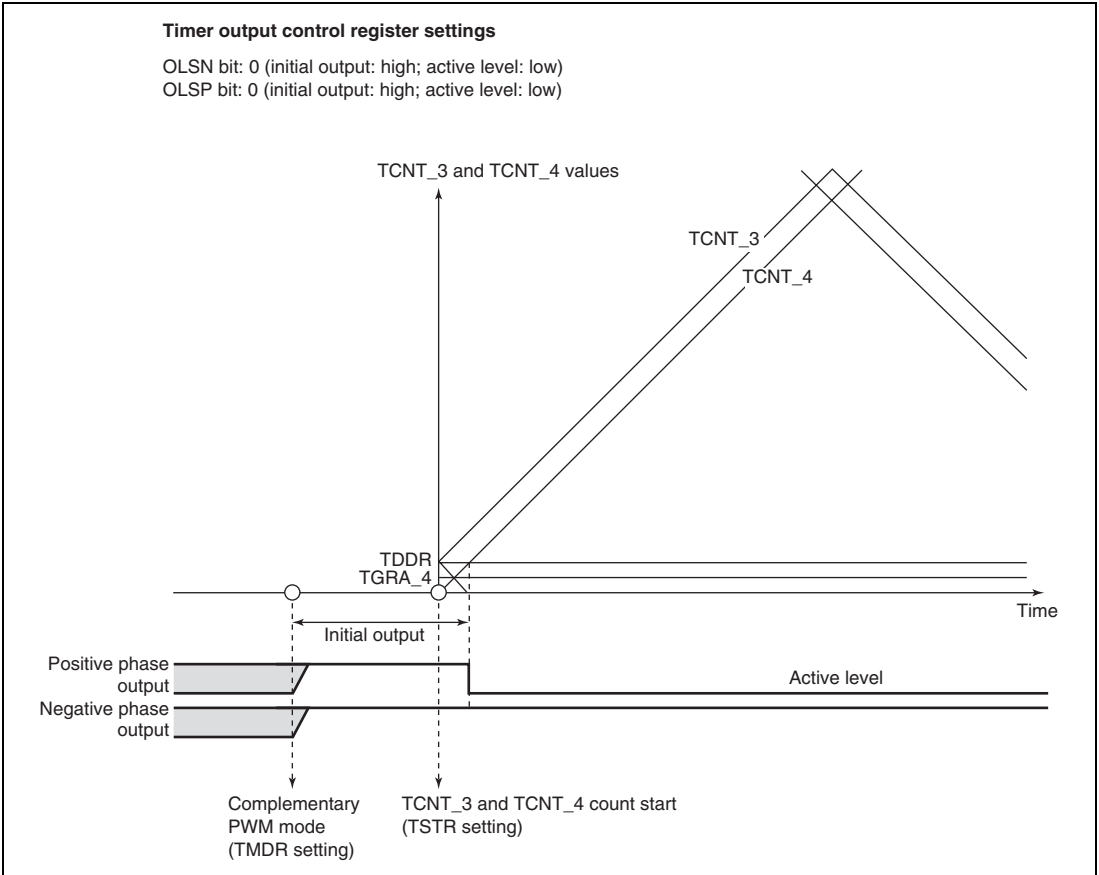 Timer output control register settings
OLSN bit: 0 (initial output: high; active level: low)
OLSP bit: 0 (initial output: high; active level: low)
TCNT_3 and TCNT_4 values
TCNT_3
TCNT_4
TDDR
TGRA_4
Time
Initial output
Positive phase
output
Active level
Negative phase
output
Complementary
PWM mode
(TMDR setting)
TCNT_3 and TCNT_4 count start
(TSTR setting)